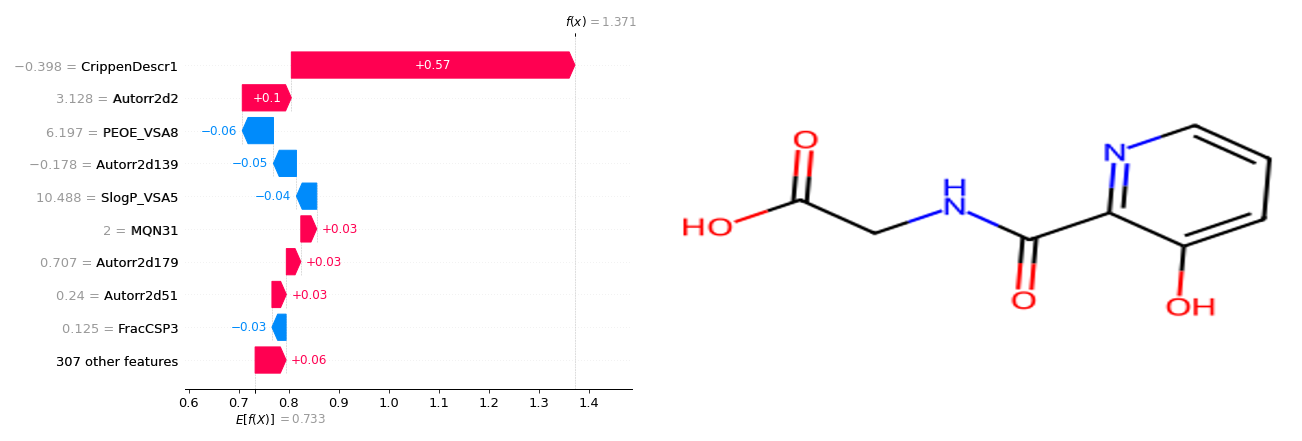 f(x) = 1.371
−0.398 = CrippenDescr1
+0.57
3.128 = Autorr2d2
+0.1
6.197 = PEOE_VSA8
−0.06
−0.178 = Autorr2d139
−0.05
10.488 = SlogP_VSA5
−0.04
2 = MQN31
+0.03
0.707 = Autorr2d179
+0.03
0.24 = Autorr2d51
+0.03
0.125 = FracCSP3
−0.03
307 other features
+0.06
0.6 0.7 0.8 0.9 1.0 1.1 1.2 1.3 1.4
E[f(X)] = 0.733
O
HO
H
N
O
N
OH